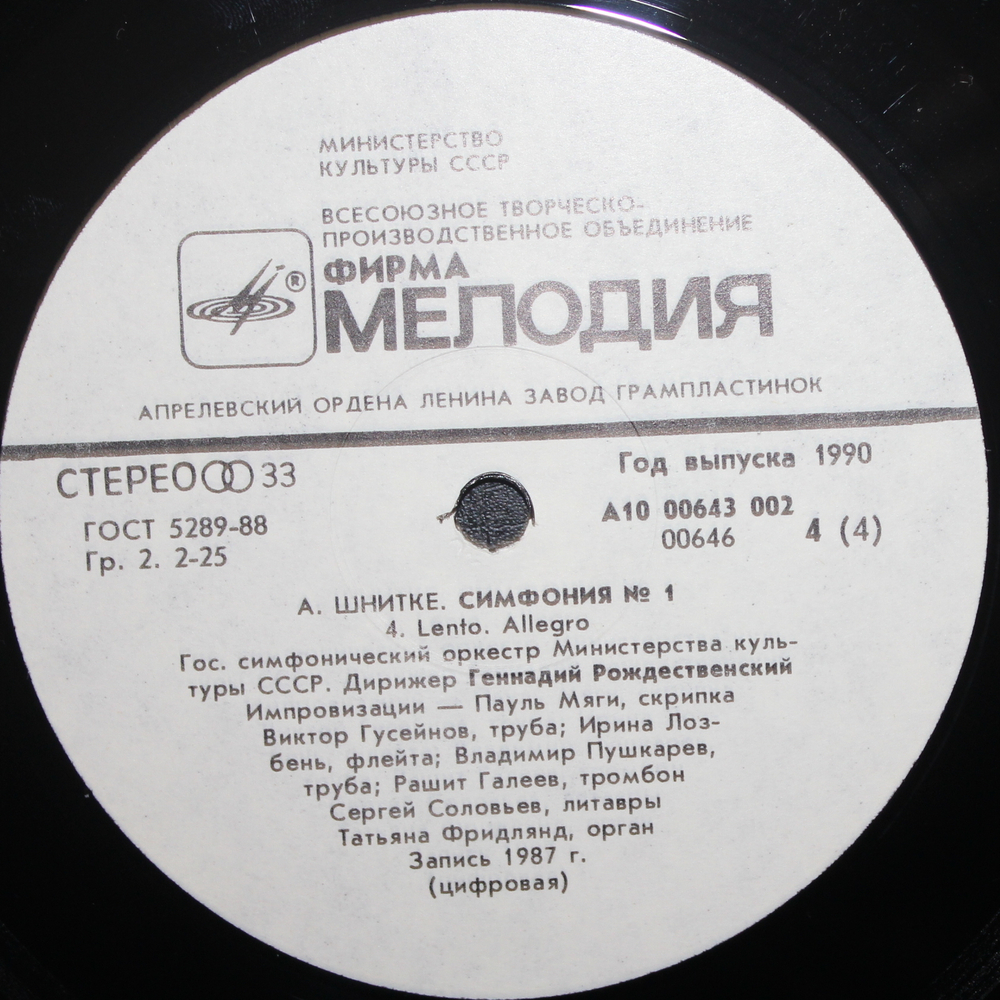 МИНИСТЕРСТВО
КУЛЬТУРЫ СССР
ВСЕСОЮЗНОЕ ТВОРЧЕСКО-
ПРОИЗВОДСТВЕННОЕ ОБЪЕДИНЕНИЕ
ФИРМА
®
МЕЛОДИЯ
АПРЕЛЕВСКИЙ ОРДЕНА ЛЕНИНА ЗАВОД ГРАМПЛАСТИНОК
СТЕРЕО 33
Год выпуска 1990
ГОСТ 5289-88
Гр. 2. 2-25
А10 00643 002
00646
4 (4)
А. ШНИТКЕ. СИМФОНИЯ № 1
4. Lento. Allegro
Гос. симфонический оркестр Министерства куль-
туры СССР. Дирижер Геннадий Рождественский
Импровизации — Пауль Мяги, скрипка
Виктор Гусейнов, труба; Ирина Лоз-
бень, флейта; Владимир Пушкарев,
труба; Рашит Галеев, тромбон
Сергей Соловьев, литавры
Татьяна Фридлянд, орган
Запись 1987 г.
(цифровая)